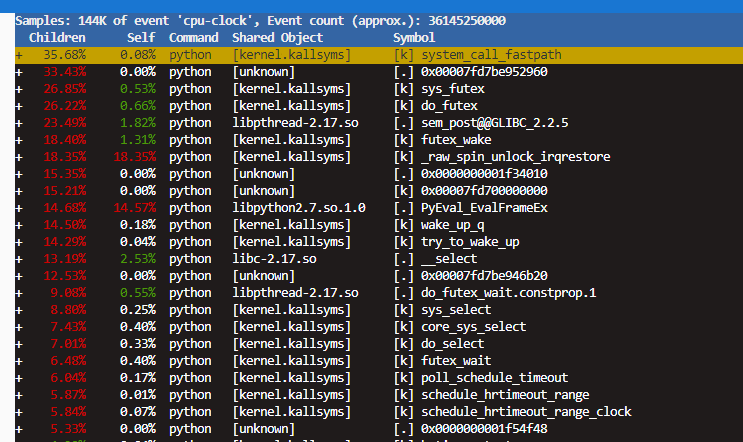 Samples: 144K of event 'cpu-clock', Event count (approx.): 36145250000
Children Self Command Shared Object Symbol
+ 35.68% 0.08% python [kernel.kallsyms] [k] system_call_fastpath
+ 33.43% 0.00% python [unknown] [.] 0x00007fd7be952960
+ 26.85% 0.53% python [kernel.kallsyms] [k] sys_futex
+ 26.22% 0.66% python [kernel.kallsyms] [k] do_futex
+ 23.49% 1.82% python libpthread-2.17.so [.] sem_post@@GLIBC_2.2.5
+ 18.40% 1.31% python [kernel.kallsyms] [k] futex_wake
+ 18.35% 18.35% python [kernel.kallsyms] [k] _raw_spin_unlock_irqrestore
+ 15.35% 0.00% python [unknown] [.] 0x0000000001f34010
+ 15.21% 0.00% python [unknown] [k] 0x00007fd700000000
+ 14.68% 14.57% python libpython2.7.so.1.0 [.] PyEval_EvalFrameEx
+ 14.50% 0.18% python [kernel.kallsyms] [k] wake_up_q
+ 14.29% 0.04% python [kernel.kallsyms] [k] try_to_wake_up
+ 13.19% 2.53% python libc-2.17.so [.] __select
+ 12.53% 0.00% python [unknown] [.] 0x00007fd7be946b20
+ 9.08% 0.55% python libpthread-2.17.so [.] do_futex_wait.constprop.1
+ 8.80% 0.25% python [kernel.kallsyms] [k] sys_select
+ 7.43% 0.40% python [kernel.kallsyms] [k] core_sys_select
+ 7.01% 0.33% python [kernel.kallsyms] [k] do_select
+ 6.48% 0.40% python [kernel.kallsyms] [k] futex_wait
+ 6.04% 0.17% python [kernel.kallsyms] [k] poll_schedule_timeout
+ 5.87% 0.01% python [kernel.kallsyms] [k] schedule_hrtimeout_range
+ 5.84% 0.07% python [kernel.kallsyms] [k] schedule_hrtimeout_range_clock
+ 5.33% 0.00% python [unknown] [.] 0x0000000001f54f48